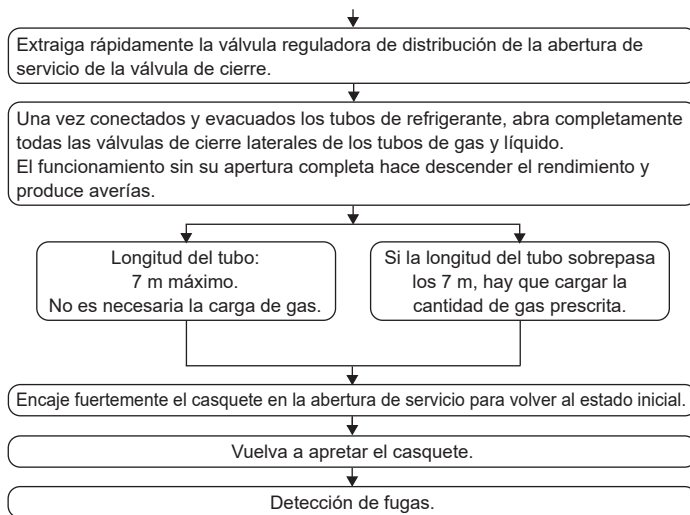 Extraiga rápidamente la válvula reguladora de distribución de la abertura de
servicio de la válvula de cierre.
Una vez conectados y evacuados los tubos de refrigerante, abra completamente
todas las válvulas de cierre laterales de los tubos de gas y líquido.
El funcionamiento sin su apertura completa hace descender el rendimiento y
produce averías.
Longitud del tubo:
7 m máximo.
No es necesaria la carga de gas.
Si la longitud del tubo sobrepasa
los 7 m, hay que cargar la
cantidad de gas prescrita.
Encaje fuertemente el casquete en la abertura de servicio para volver al estado inicial.
Vuelva a apretar el casquete.
Detección de fugas.